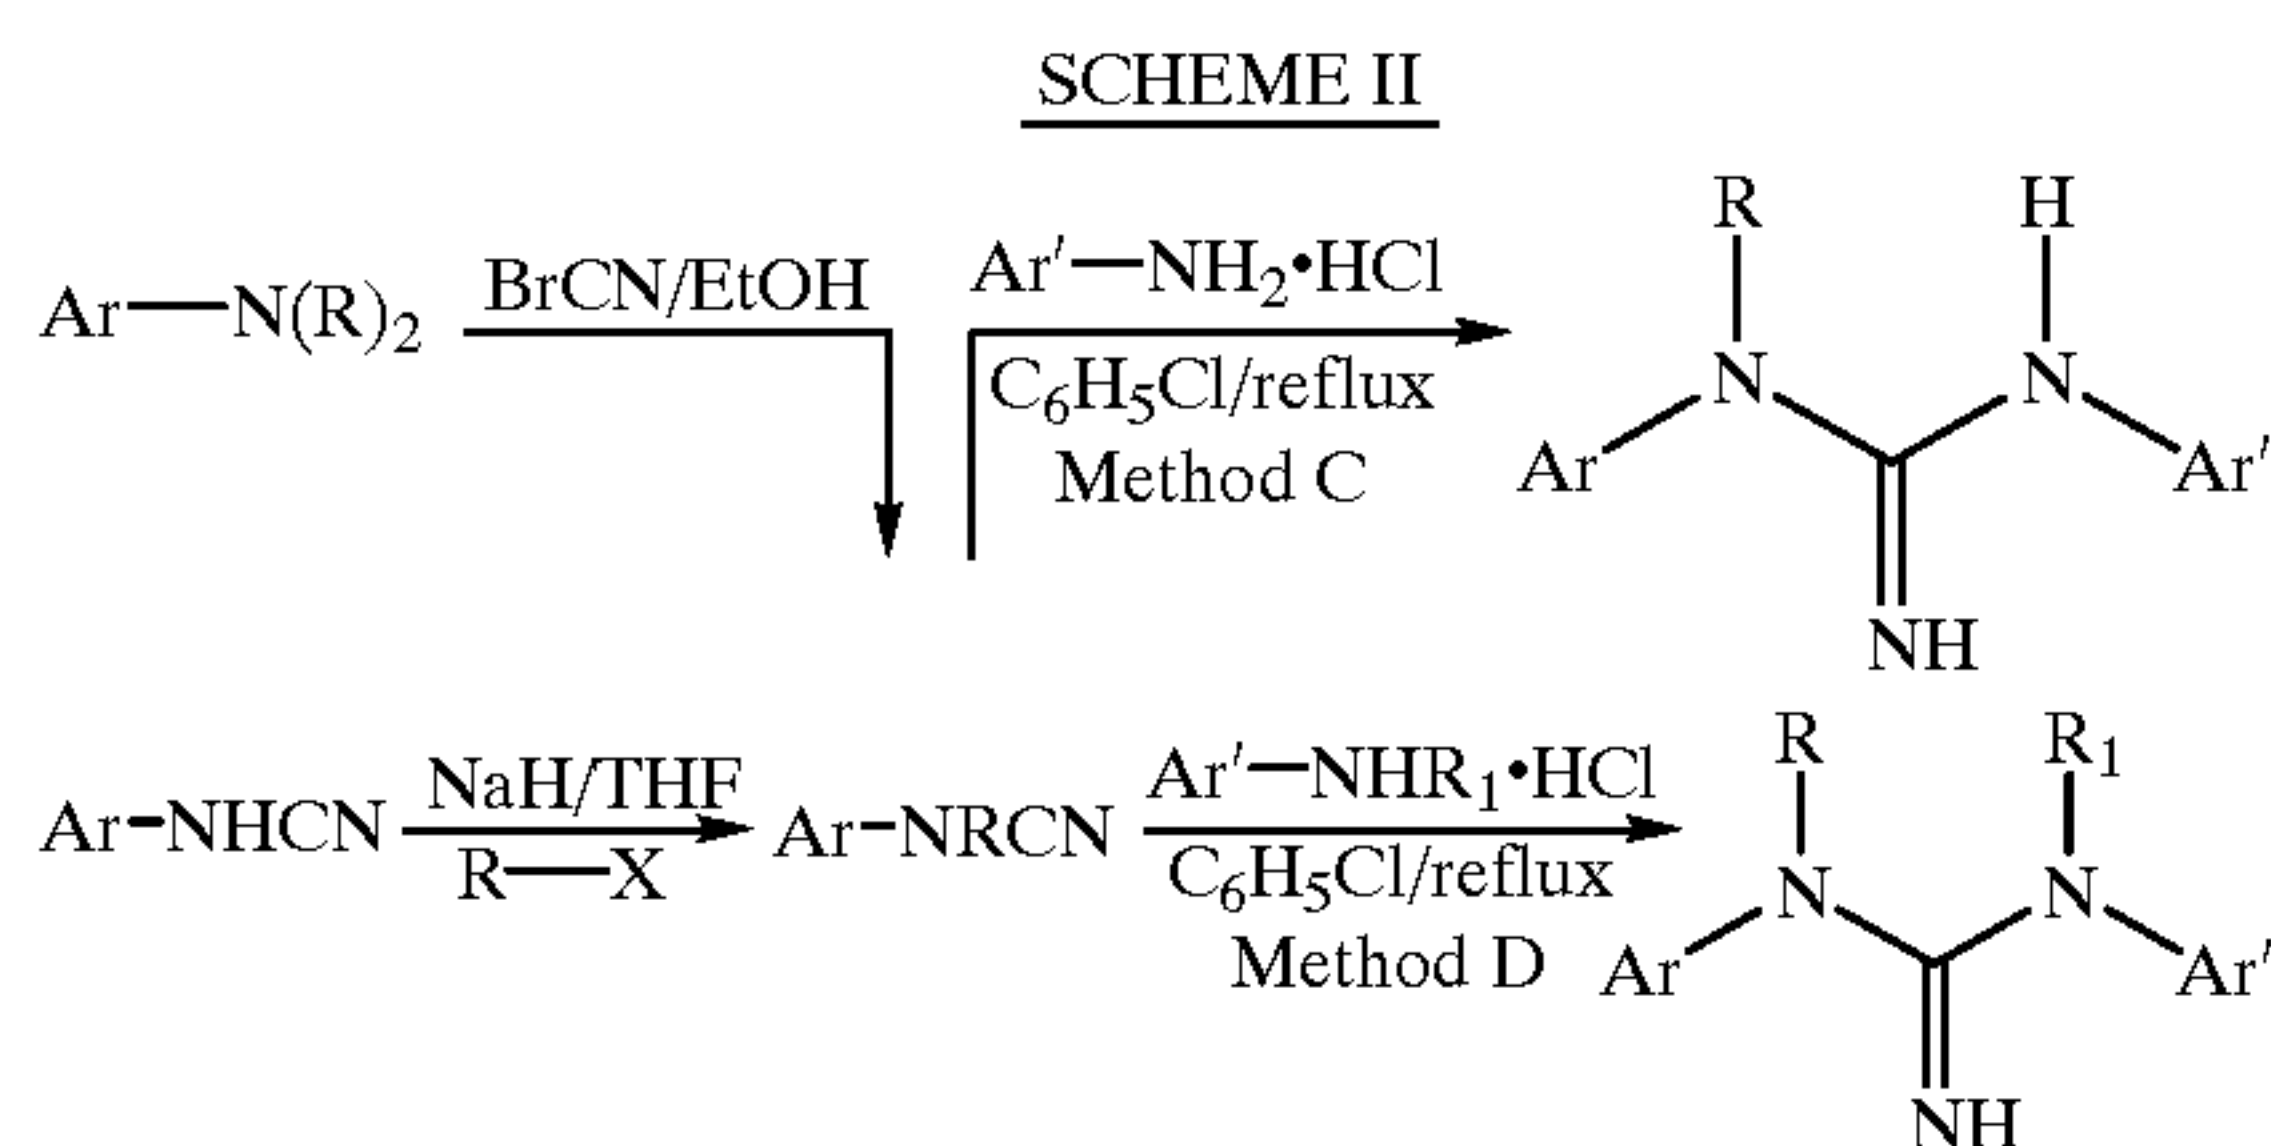 SCHEME II
Ar—N(R)₂
BrCN/EtOH
Ar′—NH₂•HCl
C₆H₅Cl/reflux
Method C
R
H
N
N
Ar
Ar′
NH
Ar—NHCN
NaH/THF
R—X
Ar—NRCN
Ar′—NHR₁•HCl
C₆H₅Cl/reflux
Method D
R
R₁
N
N
Ar
Ar′
NH